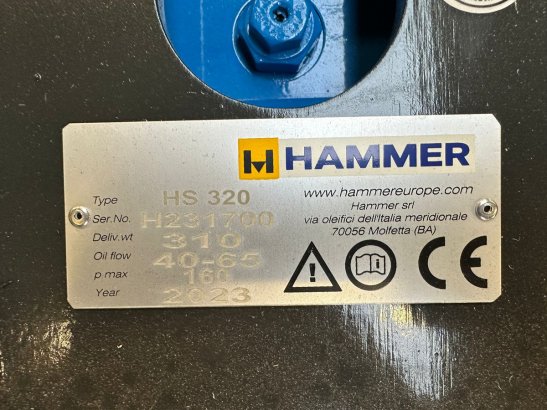 H HAMMER
Type HS 320
Ser.No. H231700
Deliv.wt 310
Oil flow 40-65
p max 160
Year 2023
www.hammereurope.com
Hammer srl
via oleifici dell'Italia meridionale
70056 Molfetta (BA)
CE